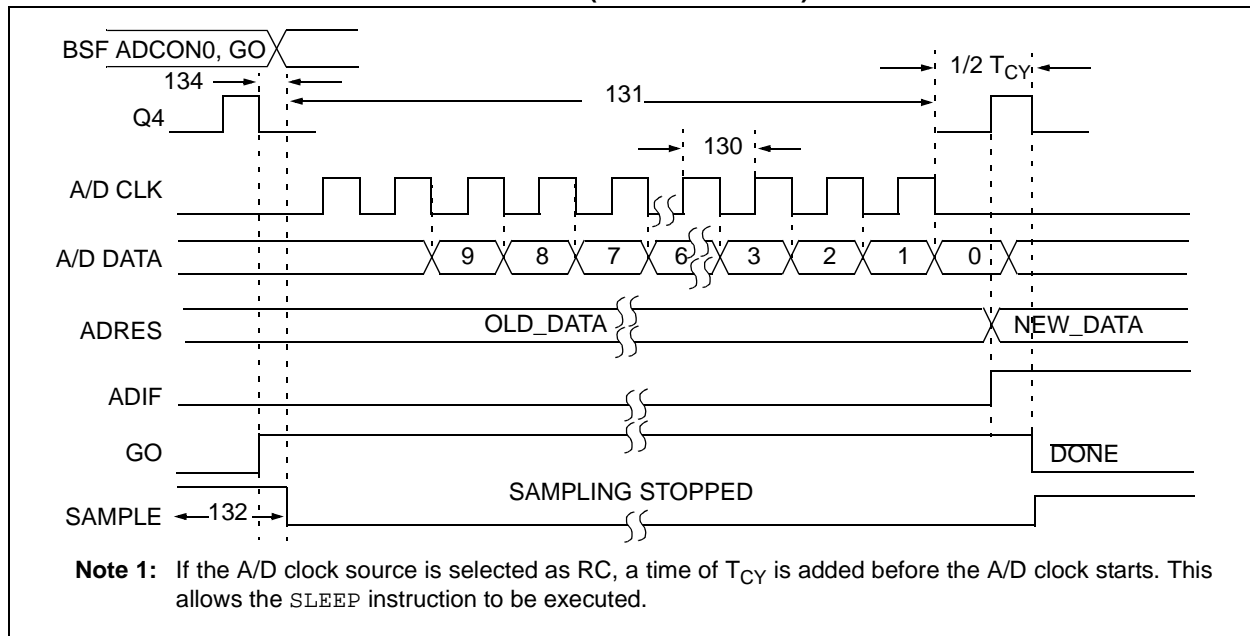 BSF ADCON0, GO
1/2 TCY
134
131
Q4
130
A/D CLK
A/D DATA
9 8 7 6 3 2 1 0
ADRES
OLD_DATA
NEW_DATA
ADIF
GO
DONE
SAMPLING STOPPED
SAMPLE
132
Note 1: If the A/D clock source is selected as RC, a time of TCY is added before the A/D clock starts. This
allows the SLEEP instruction to be executed.